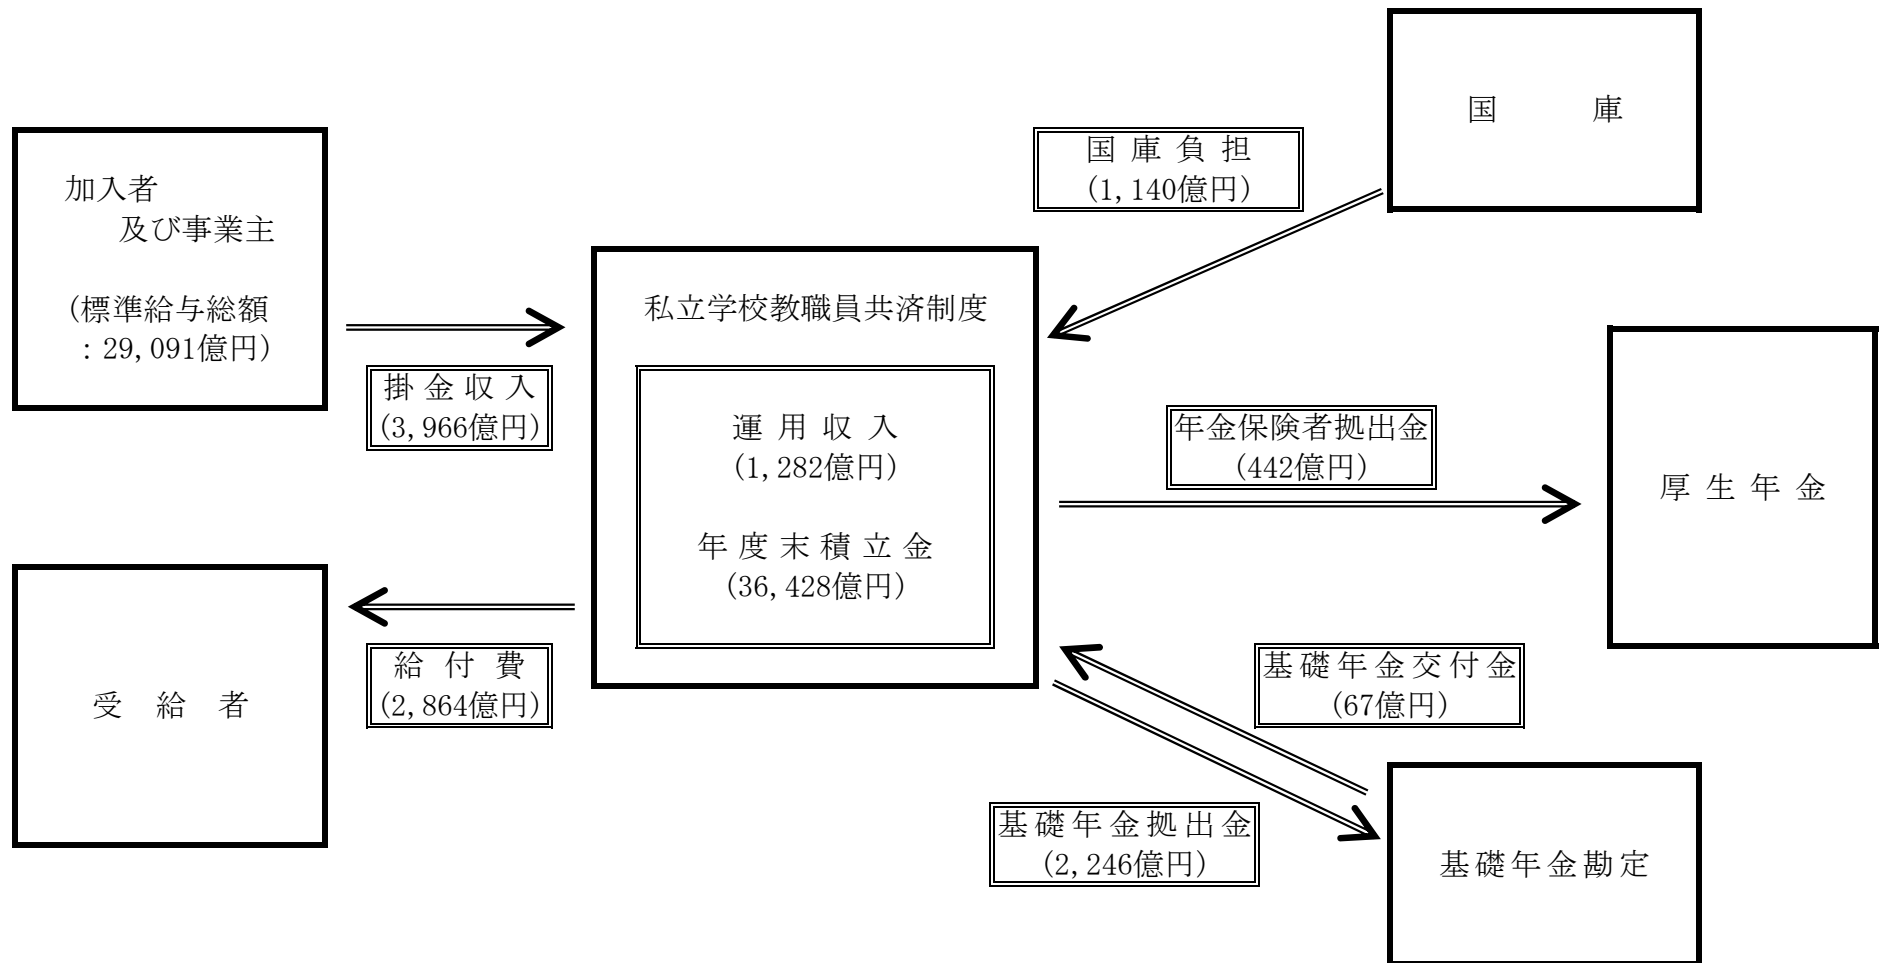 国庫
国庫負担
(1,140億円)
加入者
及び事業主
(標準給与総額
：29,091億円)
掛金収入
(3,966億円)
私立学校教職員共済制度
運用収入
(1,282億円)
年度末積立金
(36,428億円)
年金保険者拠出金
(442億円)
厚生年金
受給者
給付費
(2,864億円)
基礎年金交付金
(67億円)
基礎年金拠出金
(2,246億円)
基礎年金勘定